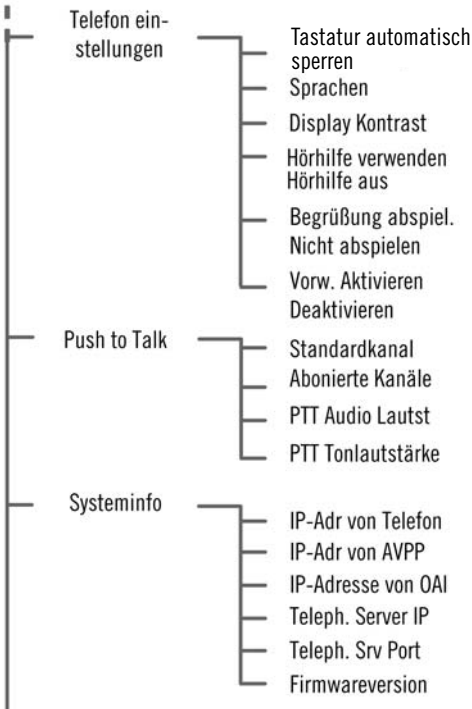 Telefon ein-
stellungen
Tastatur automatisch
sperren
Sprachen
Display Kontrast
Hörhilfe verwenden
Hörhilfe aus
Begrüßung abspiel.
Nicht abspielen
Vorw. Aktivieren
Deaktivieren
Push to Talk
Standardkanal
Abonierte Kanäle
PTT Audio Lautst
PTT Tonlautstärke
Systeminfo
IP-Adr von Telefon
IP-Adr von AVPP
IP-Adresse von OAI
Teleph. Server IP
Teleph. Srv Port
Firmwareversion